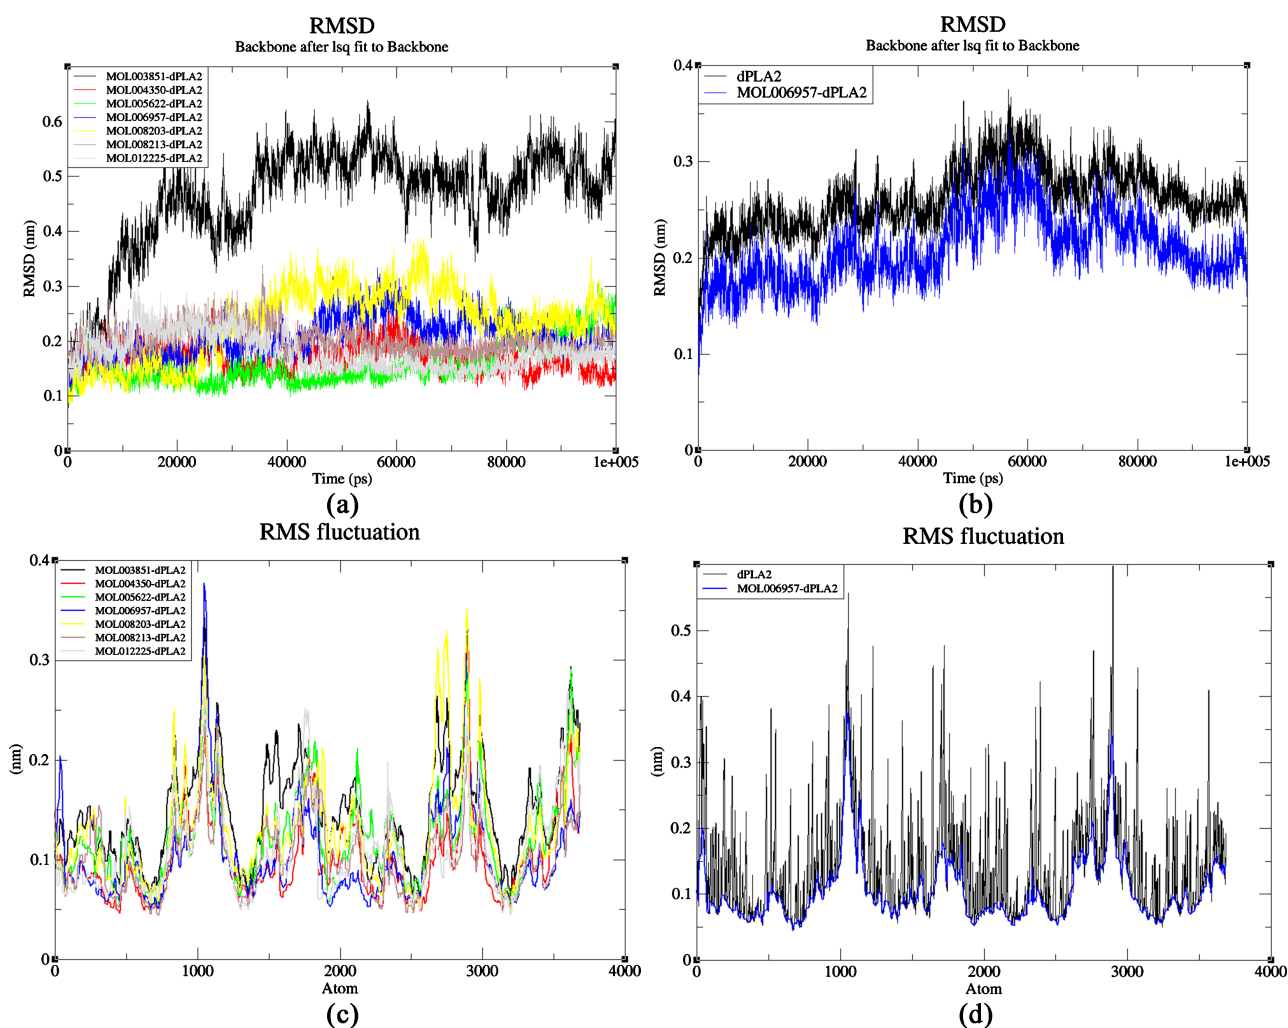 RMSD
Backbone after lsq fit to Backbone
MOL003851-dPLA2
MOL004350-dPLA2
MOL005622-dPLA2
MOL006957-dPLA2
MOL008203-dPLA2
MOL008213-dPLA2
MOL012225-dPLA2
RMSD (nm)
0.6
0.5
0.4
0.3
0.2
0.1
0
0 20000 40000 60000 80000 1e+005
Time (ps)
(a)
RMSD
Backbone after lsq fit to Backbone
dPLA2
MOL006957-dPLA2
RMSD (nm)
0.4
0.3
0.2
0.1
0
0 20000 40000 60000 80000 1e+005
Time (ps)
(b)
RMS fluctuation
MOL003851-dPLA2
MOL004350-dPLA2
MOL005622-dPLA2
MOL006957-dPLA2
MOL008203-dPLA2
MOL008213-dPLA2
MOL012225-dPLA2
(nm)
0.4
0.3
0.2
0.1
0
0 1000 2000 3000 4000
Atom
(c)
RMS fluctuation
dPLA2
MOL006957-dPLA2
(nm)
0.5
0.4
0.3
0.2
0.1
0
0 1000 2000 3000 4000
Atom
(d)